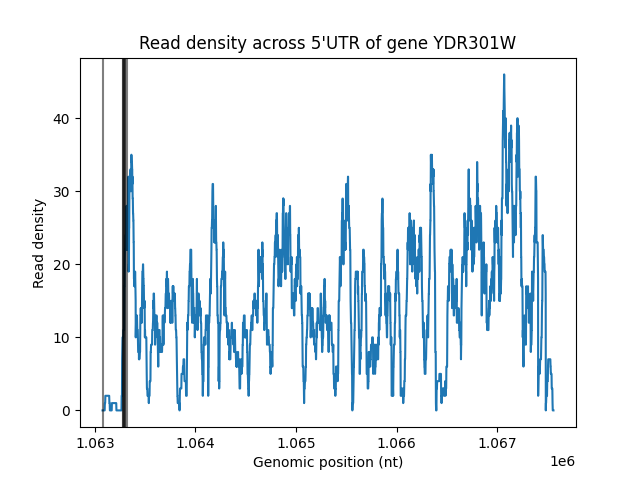 Read density across 5'UTR of gene YDR301W
Read density
40
30
20
10
0
1.063 1.064 1.065 1.066 1.067
1e6
Genomic position (nt)